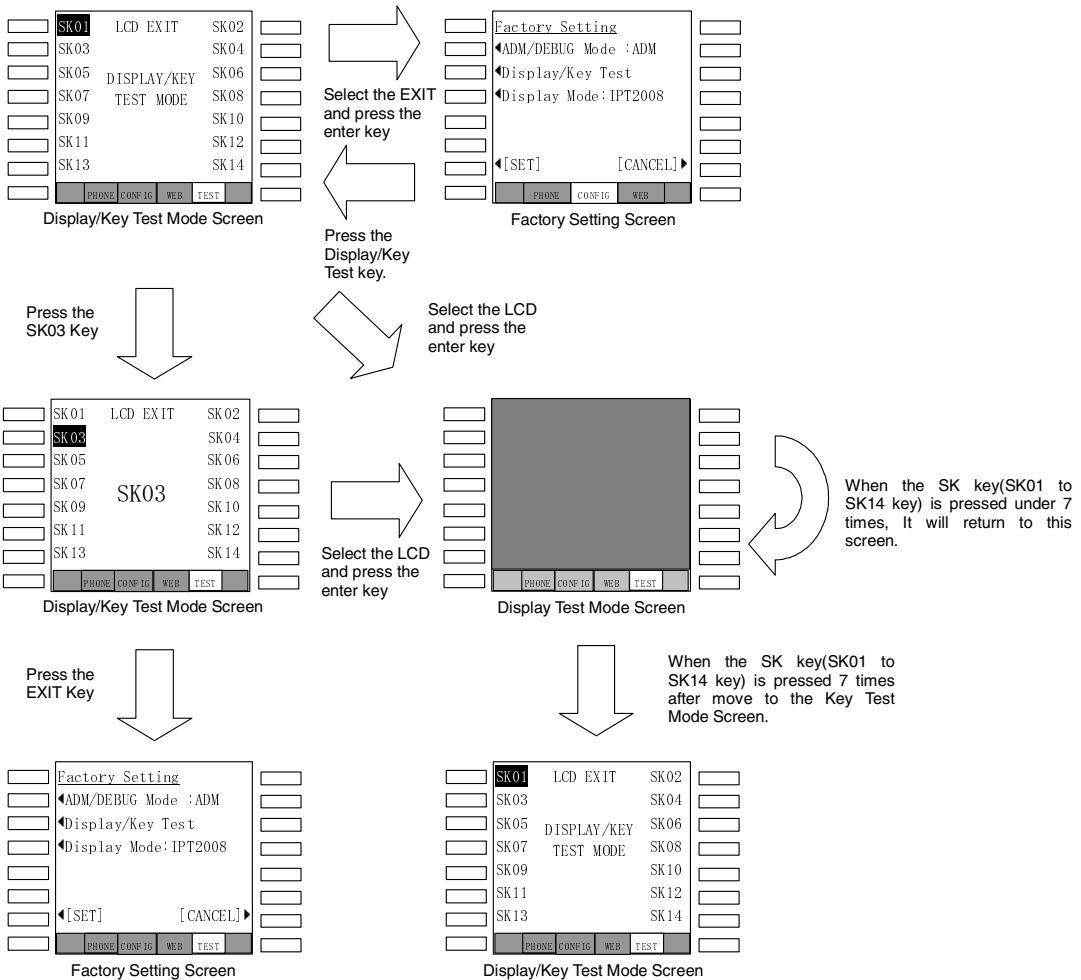 SK01 LCD EXIT SK02
SK03 SK04
SK05 DISPLAY/KEY SK06
SK07 TEST MODE SK08
SK09 SK10
SK11 SK12
SK13 SK14
PHONE CONFIG WEB TEST
Display/Key Test Mode Screen
Select the EXIT
and press the
enter key
Factory Setting
ADM/DEBUG Mode :ADM
Display/Key Test
Display Mode:IPT2008
[SET] [CANCEL]
PHONE CONFIG WEB
Factory Setting Screen
Press the
Display/Key
Test key.
Press the
SK03 Key
Select the LCD
and press the
enter key
SK01 LCD EXIT SK02
SK03 SK04
SK05 SK06
SK07 SK08
SK03
SK09 SK10
SK11 SK12
SK13 SK14
PHONE CONFIG WEB TEST
Display/Key Test Mode Screen
Select the LCD
and press the
enter key
PHONE CONFIG WEB TEST
Display Test Mode Screen
When the SK key(SK01 to
SK14 key) is pressed under 7
times, It will return to this
screen.
Press the
EXIT Key
When the SK key(SK01 to
SK14 key) is pressed 7 times
after move to the Key Test
Mode Screen.
Factory Setting
ADM/DEBUG Mode :ADM
Display/Key Test
Display Mode:IPT2008
[SET] [CANCEL]
PHONE CONFIG WEB TEST
Factory Setting Screen
SK01 LCD EXIT SK02
SK03 SK04
SK05 DISPLAY/KEY SK06
SK07 TEST MODE SK08
SK09 SK10
SK11 SK12
SK13 SK14
PHONE CONFIG WEB TEST
Display/Key Test Mode Screen